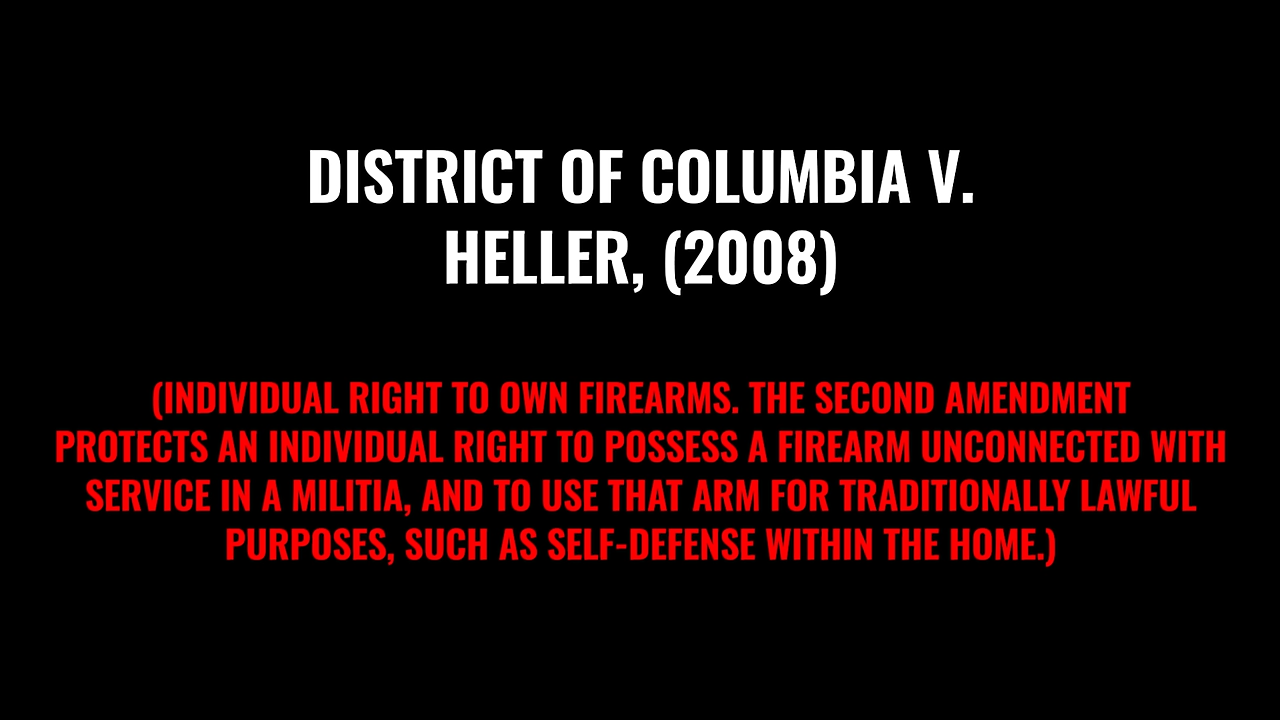 DISTRICT OF COLUMBIA V.
HELLER, (2008)
(INDIVIDUAL RIGHT TO OWN FIREARMS. THE SECOND AMENDMENT
PROTECTS AN INDIVIDUAL RIGHT TO POSSESS A FIREARM UNCONNECTED WITH
SERVICE IN A MILITIA, AND TO USE THAT ARM FOR TRADITIONALLY LAWFUL
PURPOSES, SUCH AS SELF-DEFENSE WITHIN THE HOME.)